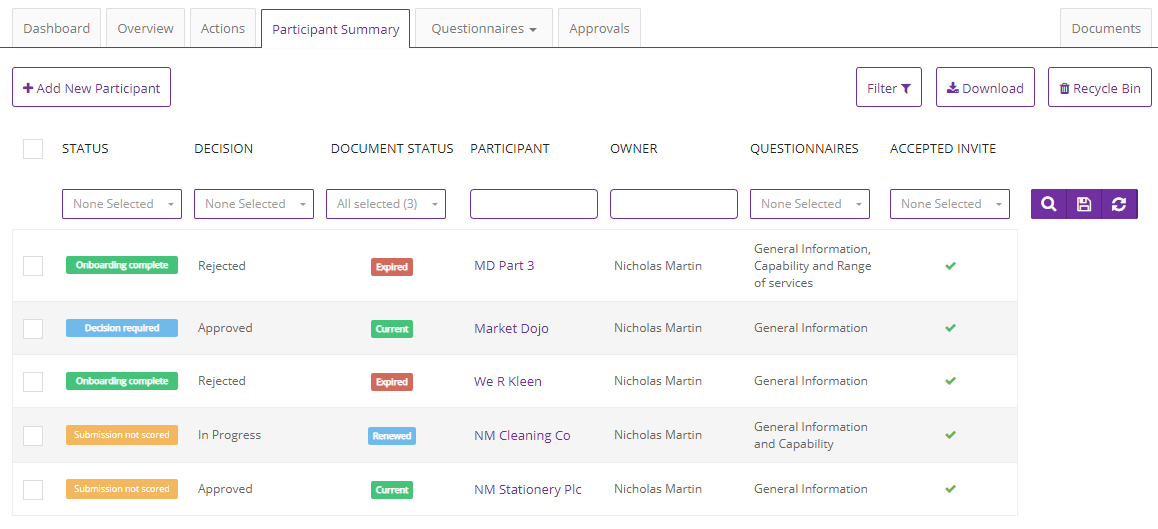 Dashboard Overview Actions Participant Summary Questionnaires Approvals Documents
Add New Participant Filter Download Recycle Bin
STATUS DECISION DOCUMENT STATUS PARTICIPANT OWNER QUESTIONNAIRES ACCEPTED INVITE
None Selected None Selected All selected (3) None Selected None Selected
General Information,
Onboarding complete Rejected Expired MD Part 3 Nicholas Martin Capability and Range
of services
Decision required Approved Current Market Dojo Nicholas Martin General Information
Onboarding complete Rejected Expired We R Kleen Nicholas Martin General Information
Submission not scored In Progress Renewed NM Cleaning Co Nicholas Martin General Information
and Capability
Submission not scored Approved Current NM Stationery Plc Nicholas Martin General Information